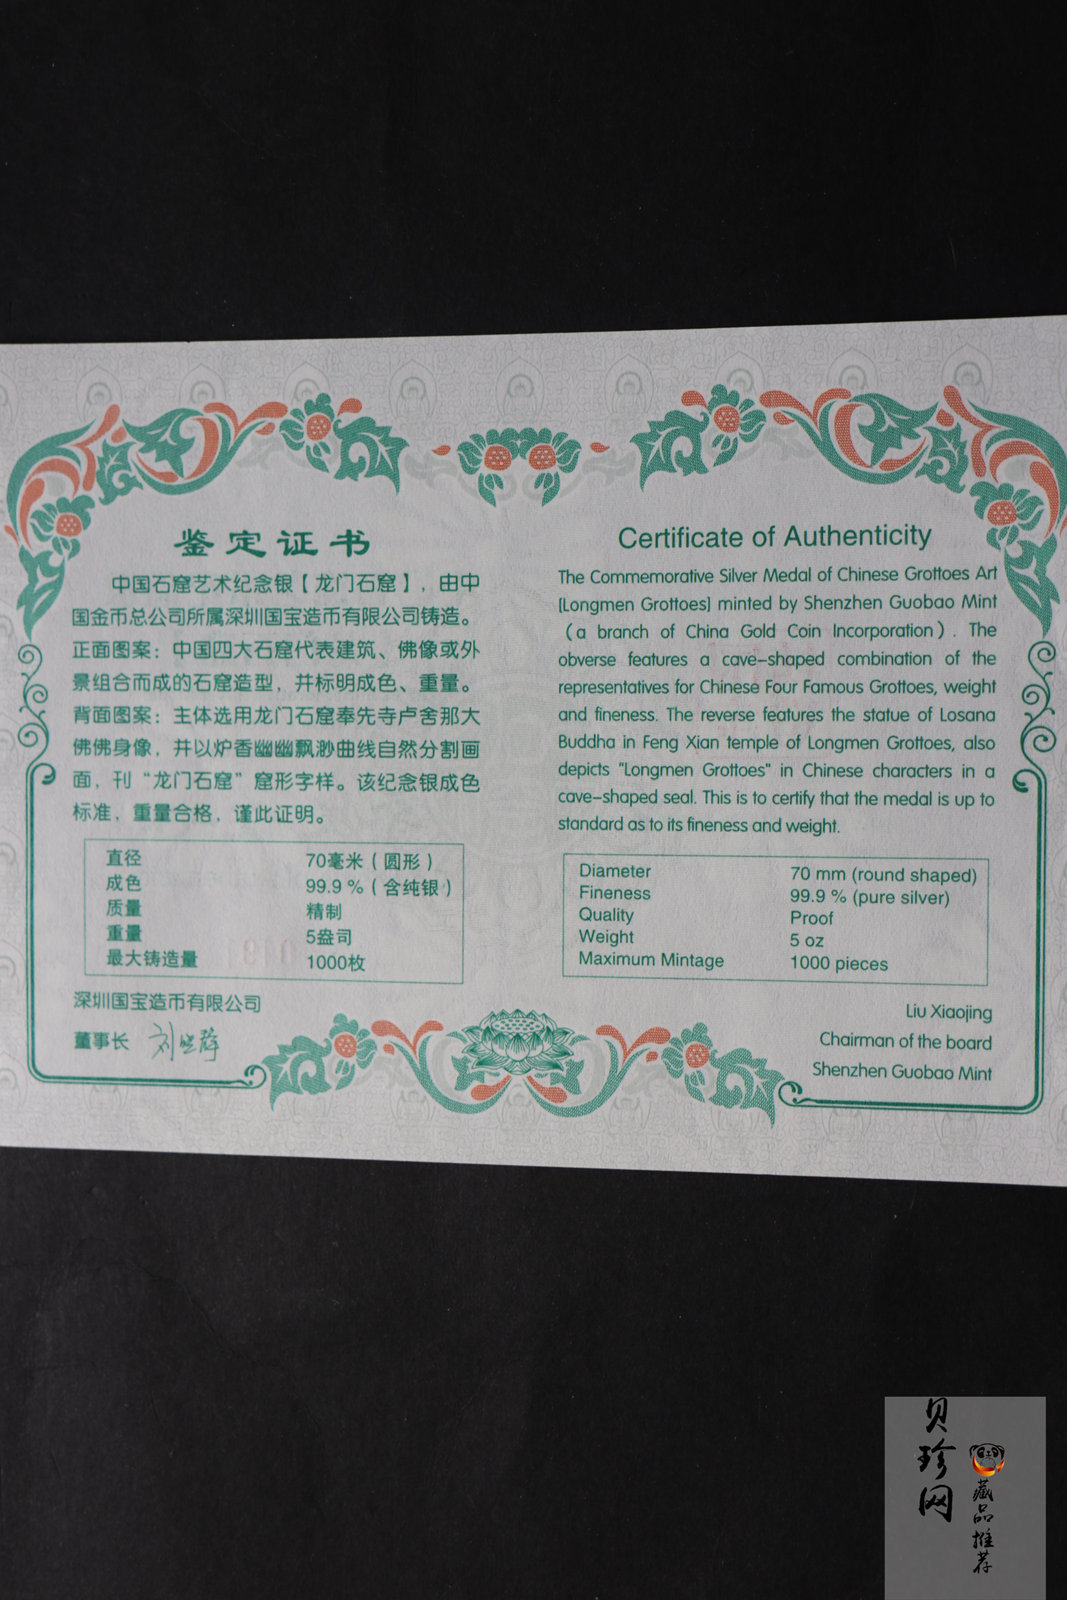 鉴定证书
中国石窟艺术纪念银【龙门石窟】，由中
国金币总公司所属深圳国宝造币有限公司铸造。
正面图案：中国四大石窟代表建筑、佛像或外
景组合而成的石窟造型，并标明成色、重量。
背面图案：主体选用龙门石窟奉先寺卢舍那大
佛佛身像，并以炉香幽幽飘渺曲线自然分割画
面，刊“龙门石窟”窟形字样。该纪念银成色
标准，重量合格，谨此证明。
直径 70毫米（圆形）
成色 99.9 %（含纯银）
质量 精制
重量 5盎司
最大铸造量 1000枚
深圳国宝造币有限公司
董事长
Certificate of Authenticity
The Commemorative Silver Medal of Chinese Grottoes Art
[Longmen Grottoes] minted by Shenzhen Guobao Mint
（a branch of China Gold Coin Incorporation）. The
obverse features a cave-shaped combination of the
representatives for Chinese Four Famous Grottoes, weight
and fineness. The reverse features the statue of Losana
Buddha in Feng Xian temple of Longmen Grottoes, also
depicts "Longmen Grottoes" in Chinese characters in a
cave-shaped seal. This is to certify that the medal is up to
standard as to its fineness and weight.
Diameter 70 mm (round shaped)
Fineness 99.9 % (pure silver)
Quality Proof
Weight 5 oz
Maximum Mintage 1000 pieces
Liu Xiaojing
Chairman of the board
Shenzhen Guobao Mint
贝珍网
藏品推荐